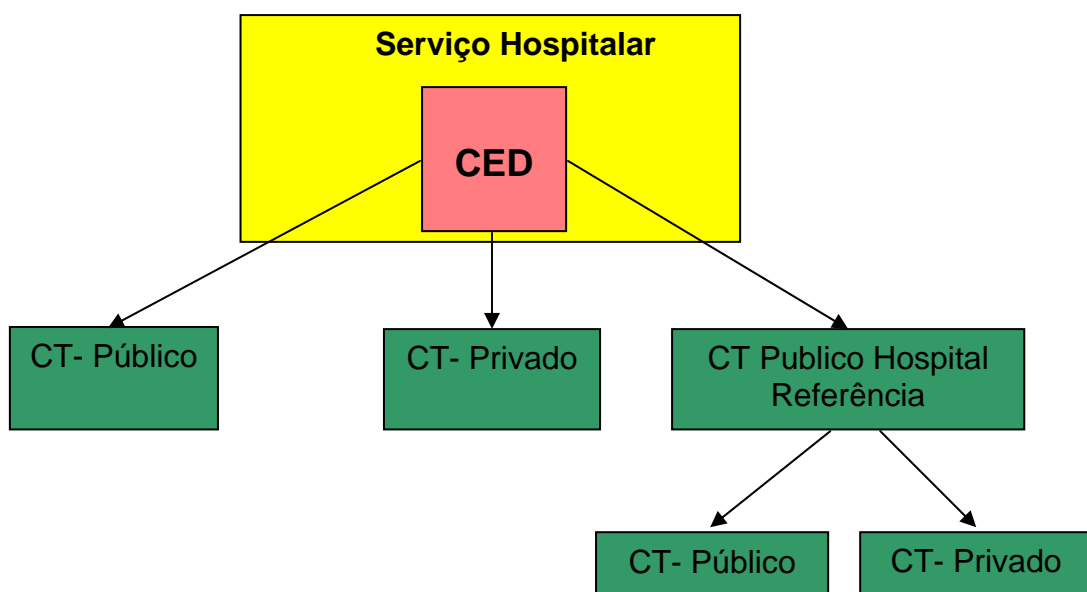 Serviço Hospitalar
CED
CT- Público
CT- Privado
CT Publico Hospital
Referência
CT- Público
CT- Privado